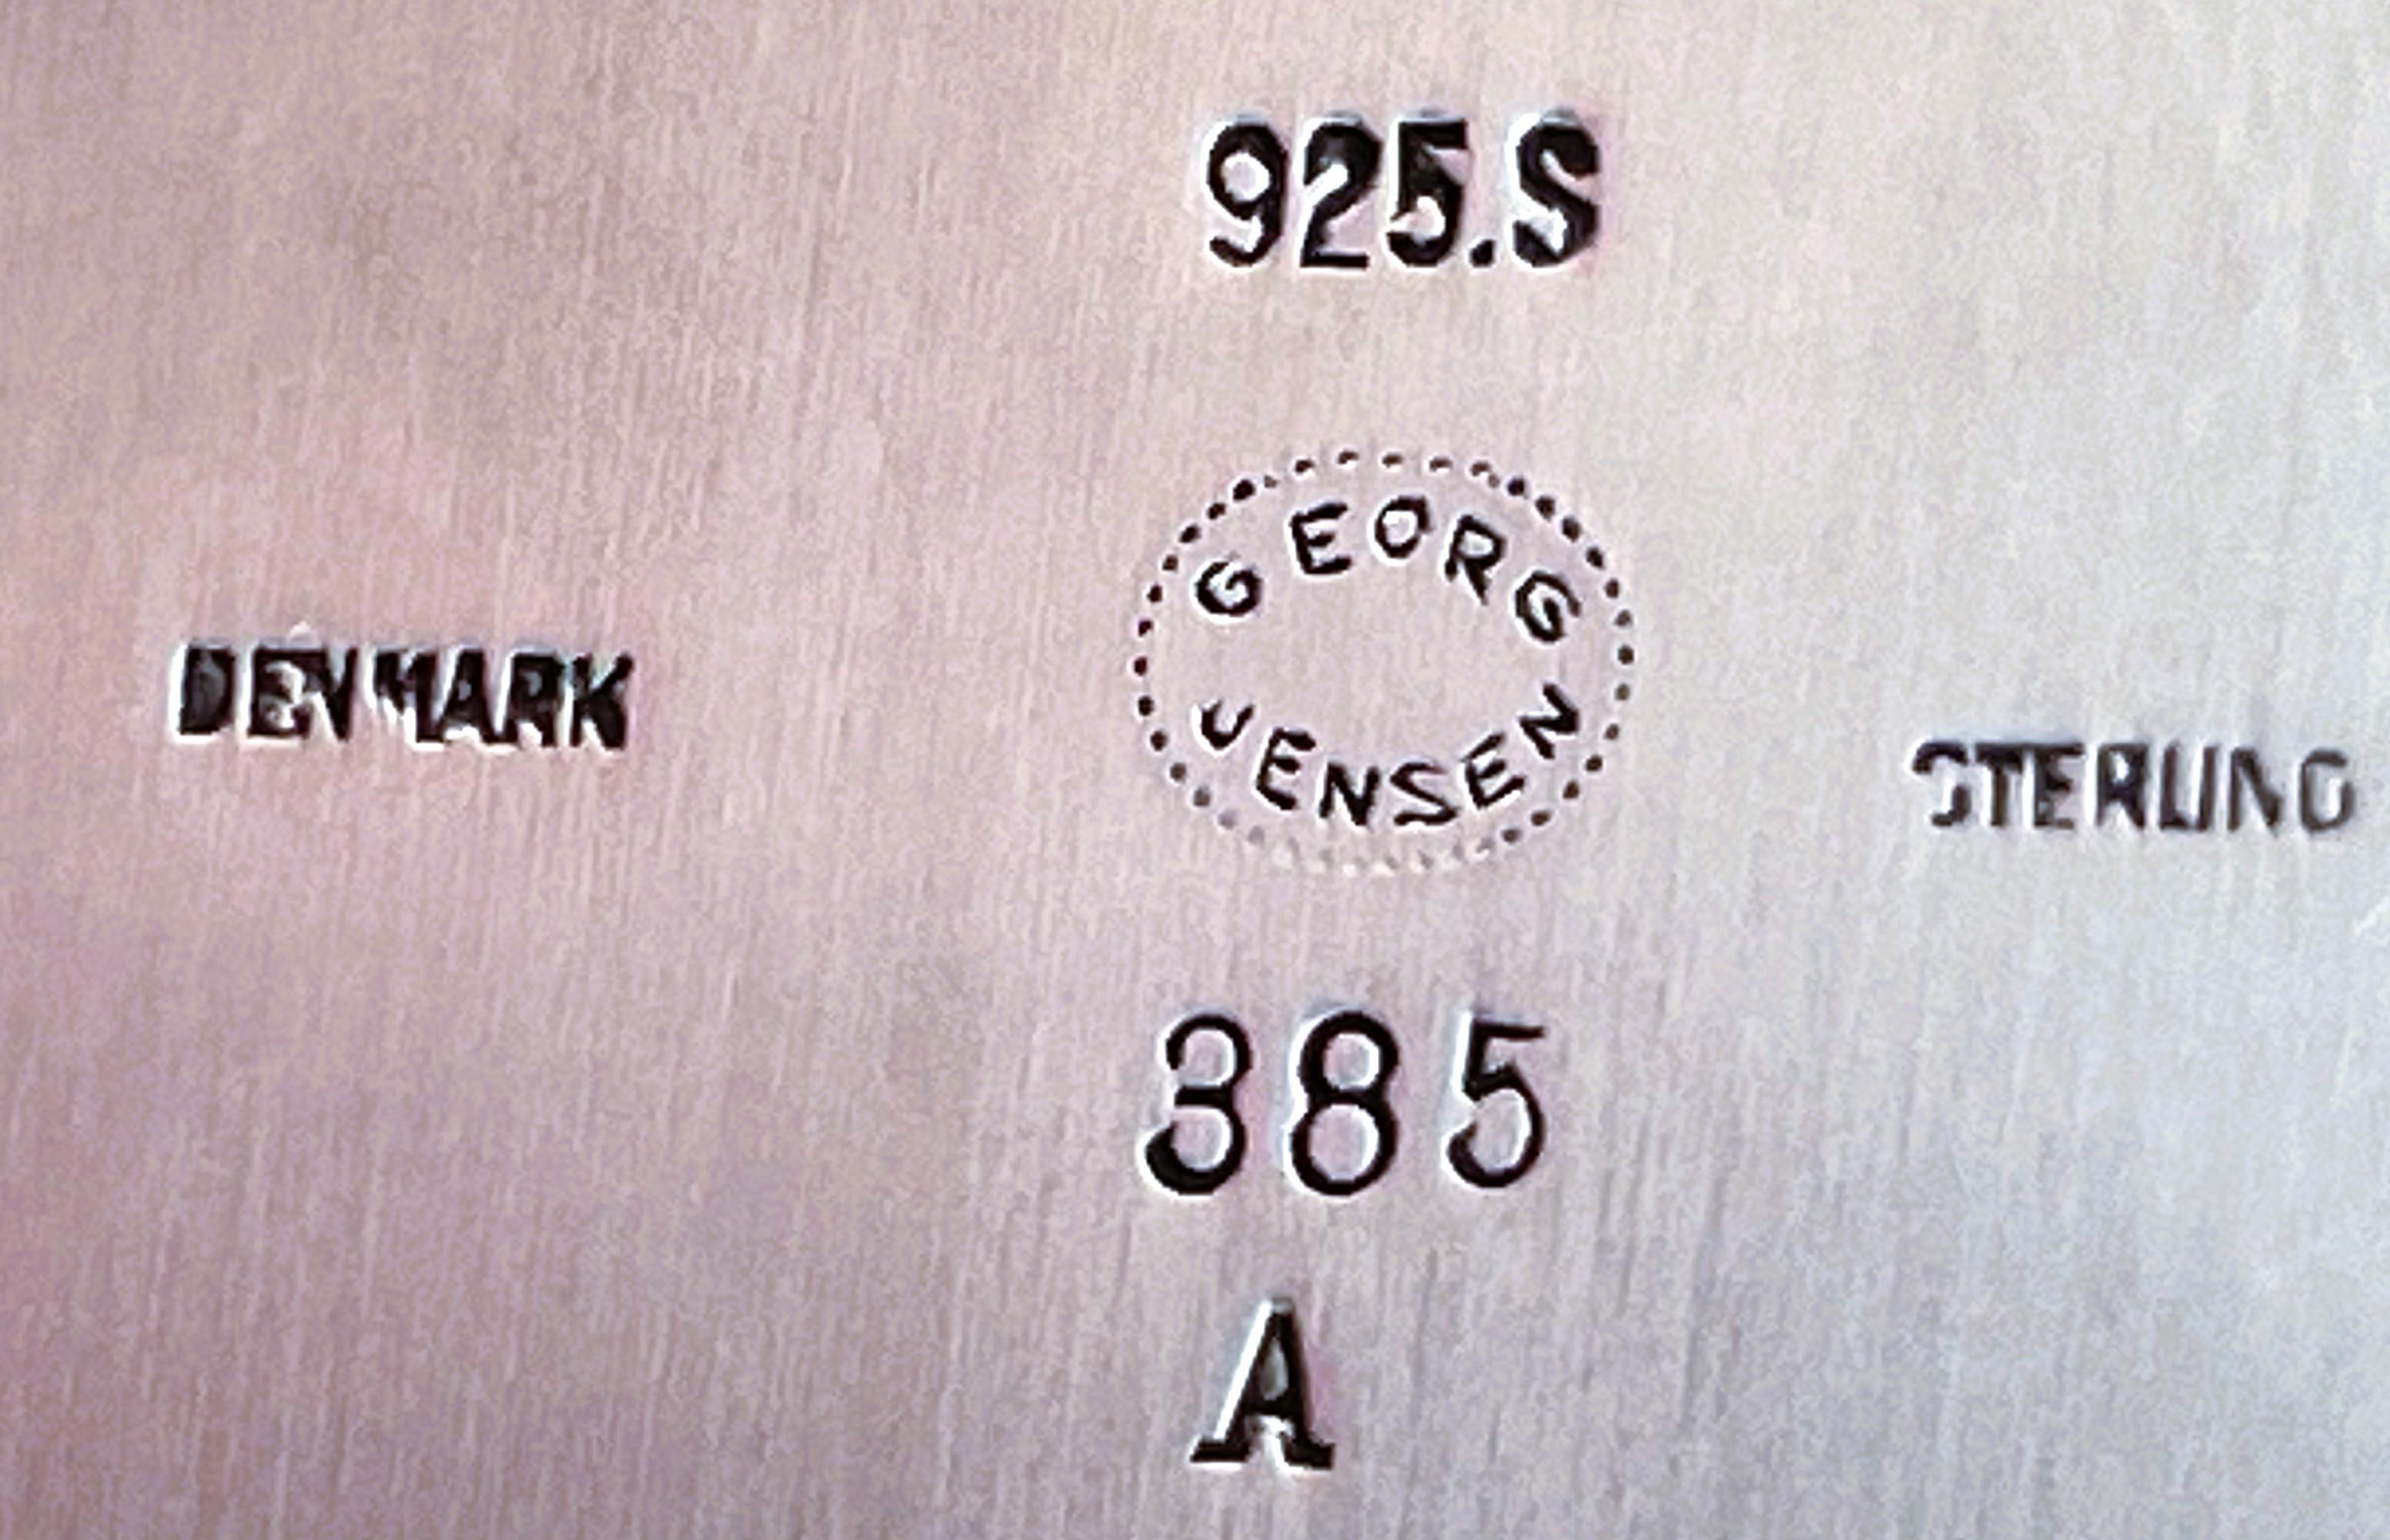 925.S
GEORG
JENSEN
DENMARK
STERLING
385
A